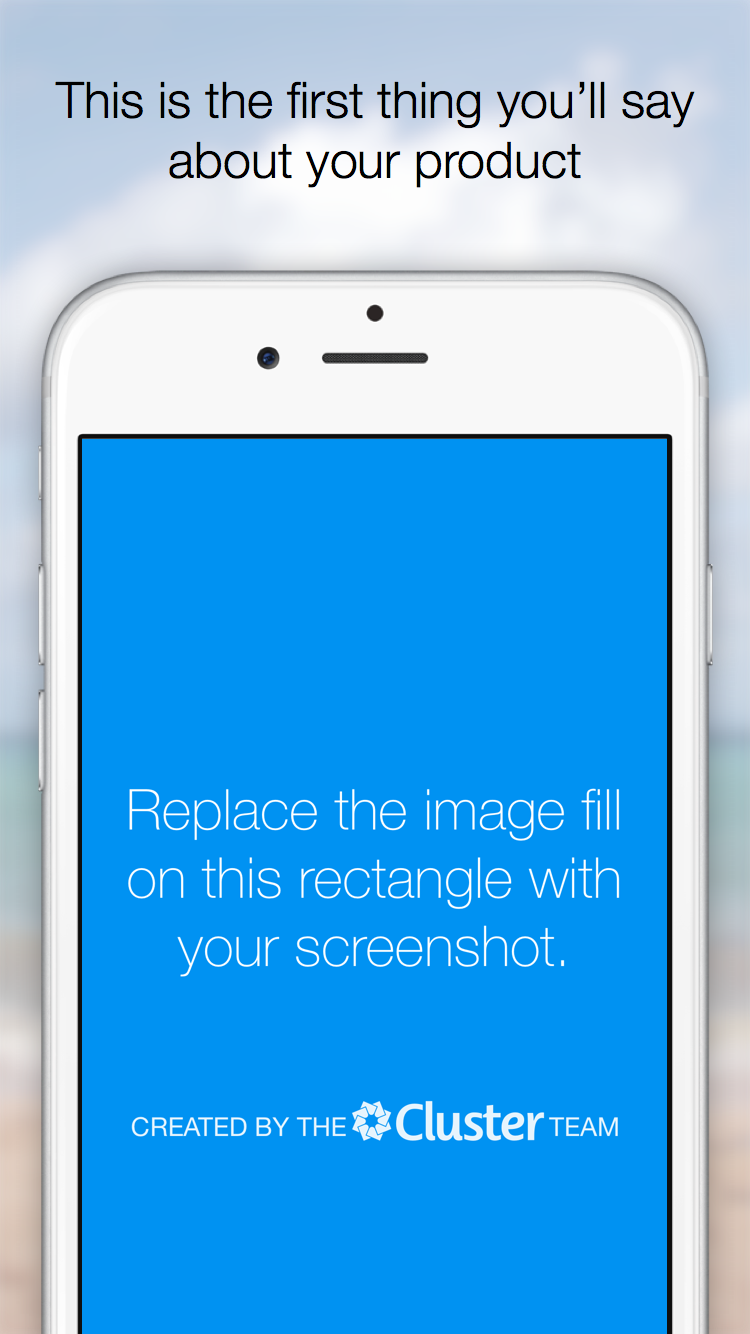 This is the first thing you’ll say
about your product
Replace the image fill
on this rectangle with
your screenshot.
CREATED BY THE Cluster TEAM